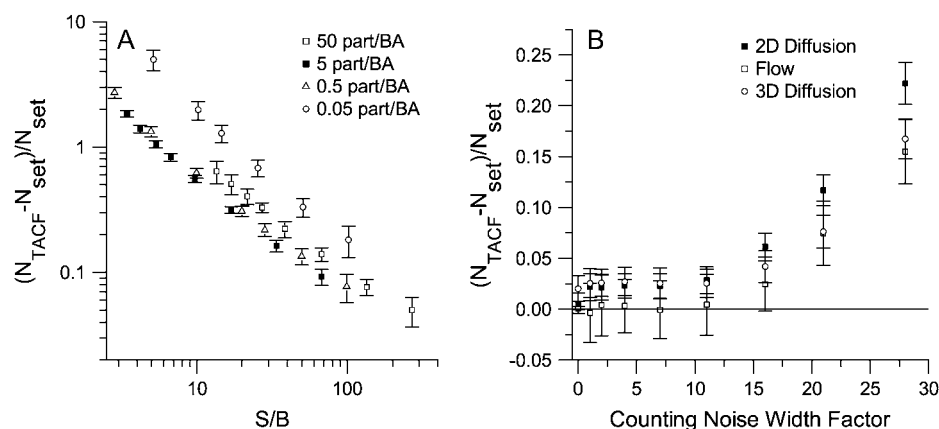 A
50 part/BA
5 part/BA
0.5 part/BA
0.05 part/BA
(N_TACF-N_set)/N_set
10
1
0.1
10
100
S/B
B
2D Diffusion
Flow
3D Diffusion
(N_TACF-N_set)/N_set
0.25
0.20
0.15
0.10
0.05
0.00
-0.05
0
5
10
15
20
25
30
Counting Noise Width Factor